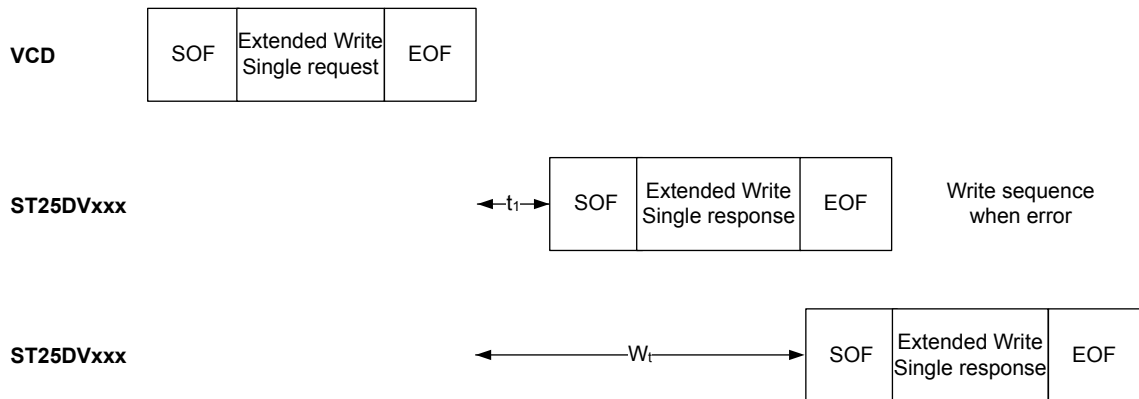 VCD
SOF
Extended Write
Single request
EOF
ST25DVxxx
t₁
SOF
Extended Write
Single response
EOF
Write sequence
when error
ST25DVxxx
Wₜ
SOF
Extended Write
Single response
EOF